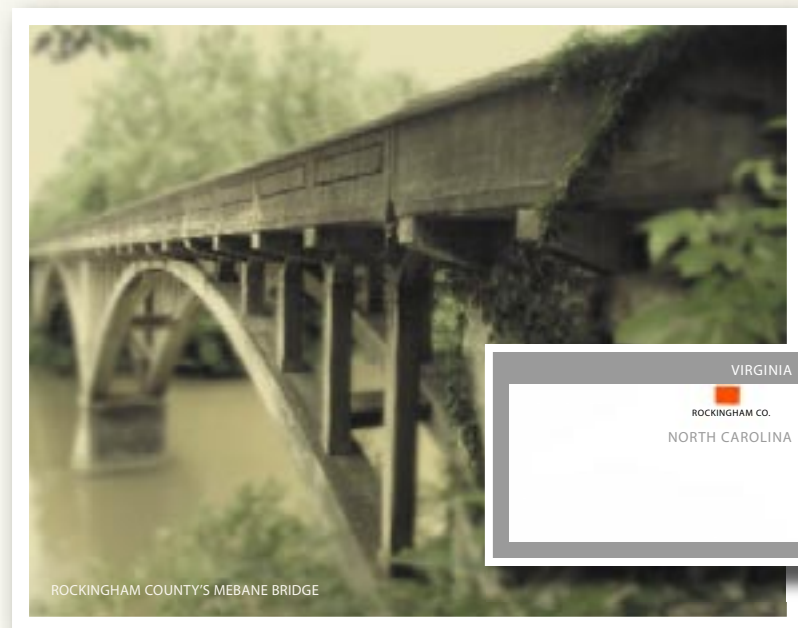 VIRGINIA
ROCKINGHAM CO.
NORTH CAROLINA
ROCKINGHAM COUNTY'S MEBANE BRIDGE